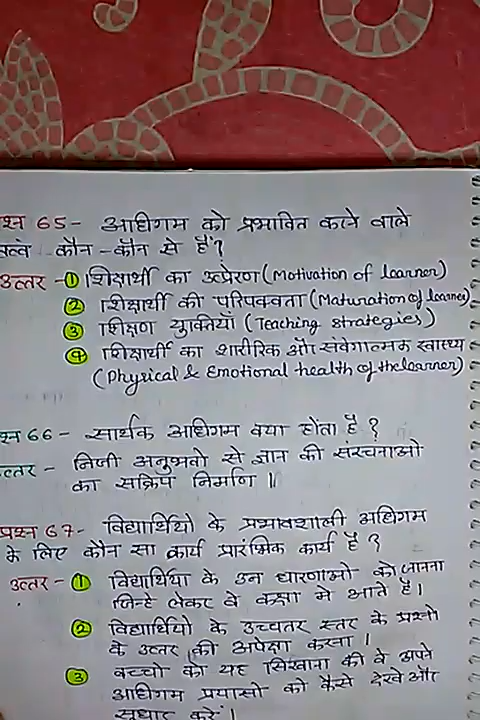 प्रश्न 65 - अधिगम को प्रभावित करने वाले
तत्व कौन-कौन से हैं?
उत्तर - ① शिक्षार्थी का उत्प्रेरण (Motivation of learner)
② शिक्षार्थी की परिपक्वता (Maturation of learner)
③ शिक्षण युक्तियाँ (Teaching strategies)
④ शिक्षार्थी का शारीरिक और संवेगात्मक स्वास्थ्य
(Physical & Emotional health of the learner)
प्रश्न 66 - सार्थक अधिगम क्या होता है ?
उत्तर - निजी अनुभवो से ज्ञान की संरचनाओ
का सक्रिय निर्माण ॥
प्रश्न 67 - विद्यार्थियो के प्रभावशाली अधिगम
के लिए कौन सा कार्य प्रारंभिक कार्य है ?
उत्तर - ① विद्यार्थियो के उन धारणाओ को जानना
जिन्हे लेकर वे कक्षा मे आते है।
② विद्यार्थियो के उच्चतर स्तर के प्रश्नो
के उत्तर की अपेक्षा करना ।
③ बच्चो को यह सिखाना की वे अपने
अधिगम प्रयासो को कैसे देखे और
सुधार करें ।